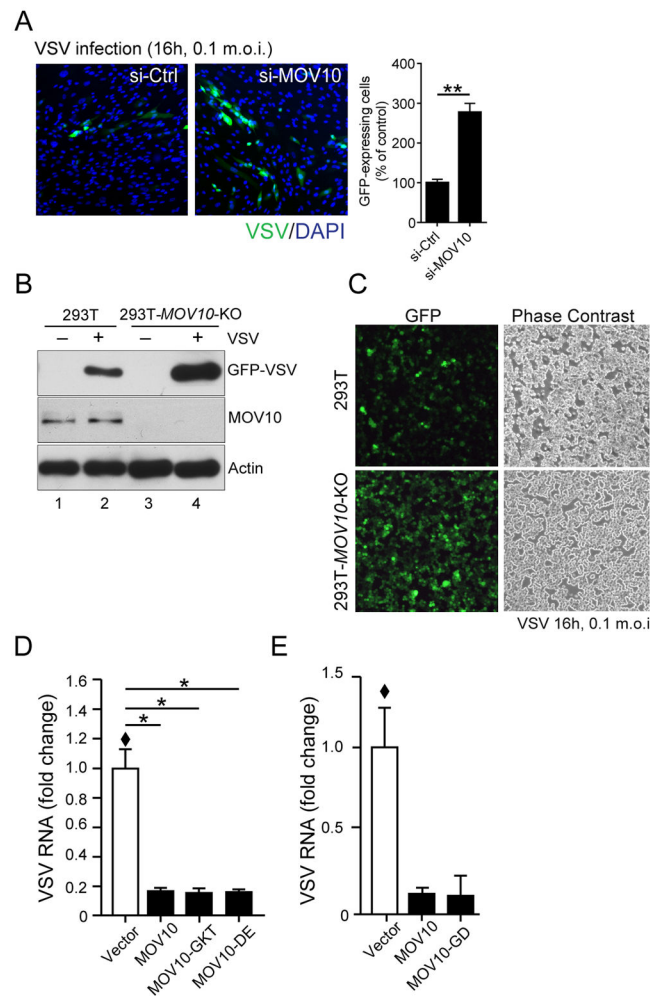 A
VSV infection (16h, 0.1 m.o.i.)
si-Ctrl
si-MOV10
VSV/DAPI
GFP-expressing cells
(% of control)
400
300
200
100
0
**
si-Ctrl
si-MOV10
B
293T
293T-MOV10-KO
– + – + VSV
GFP-VSV
MOV10
Actin
1 2 3 4
C
GFP
Phase Contrast
293T
293T-MOV10-KO
VSV 16h, 0.1 m.o.i
D
VSV RNA (fold change)
1.6
1.4
1.2
1.0
0.8
0.6
0.4
0.2
0
*
*
*
Vector
MOV10
MOV10-GKT
MOV10-DE
E
VSV RNA (fold change)
1.5
1.0
0.5
0
Vector
MOV10
MOV10-GD